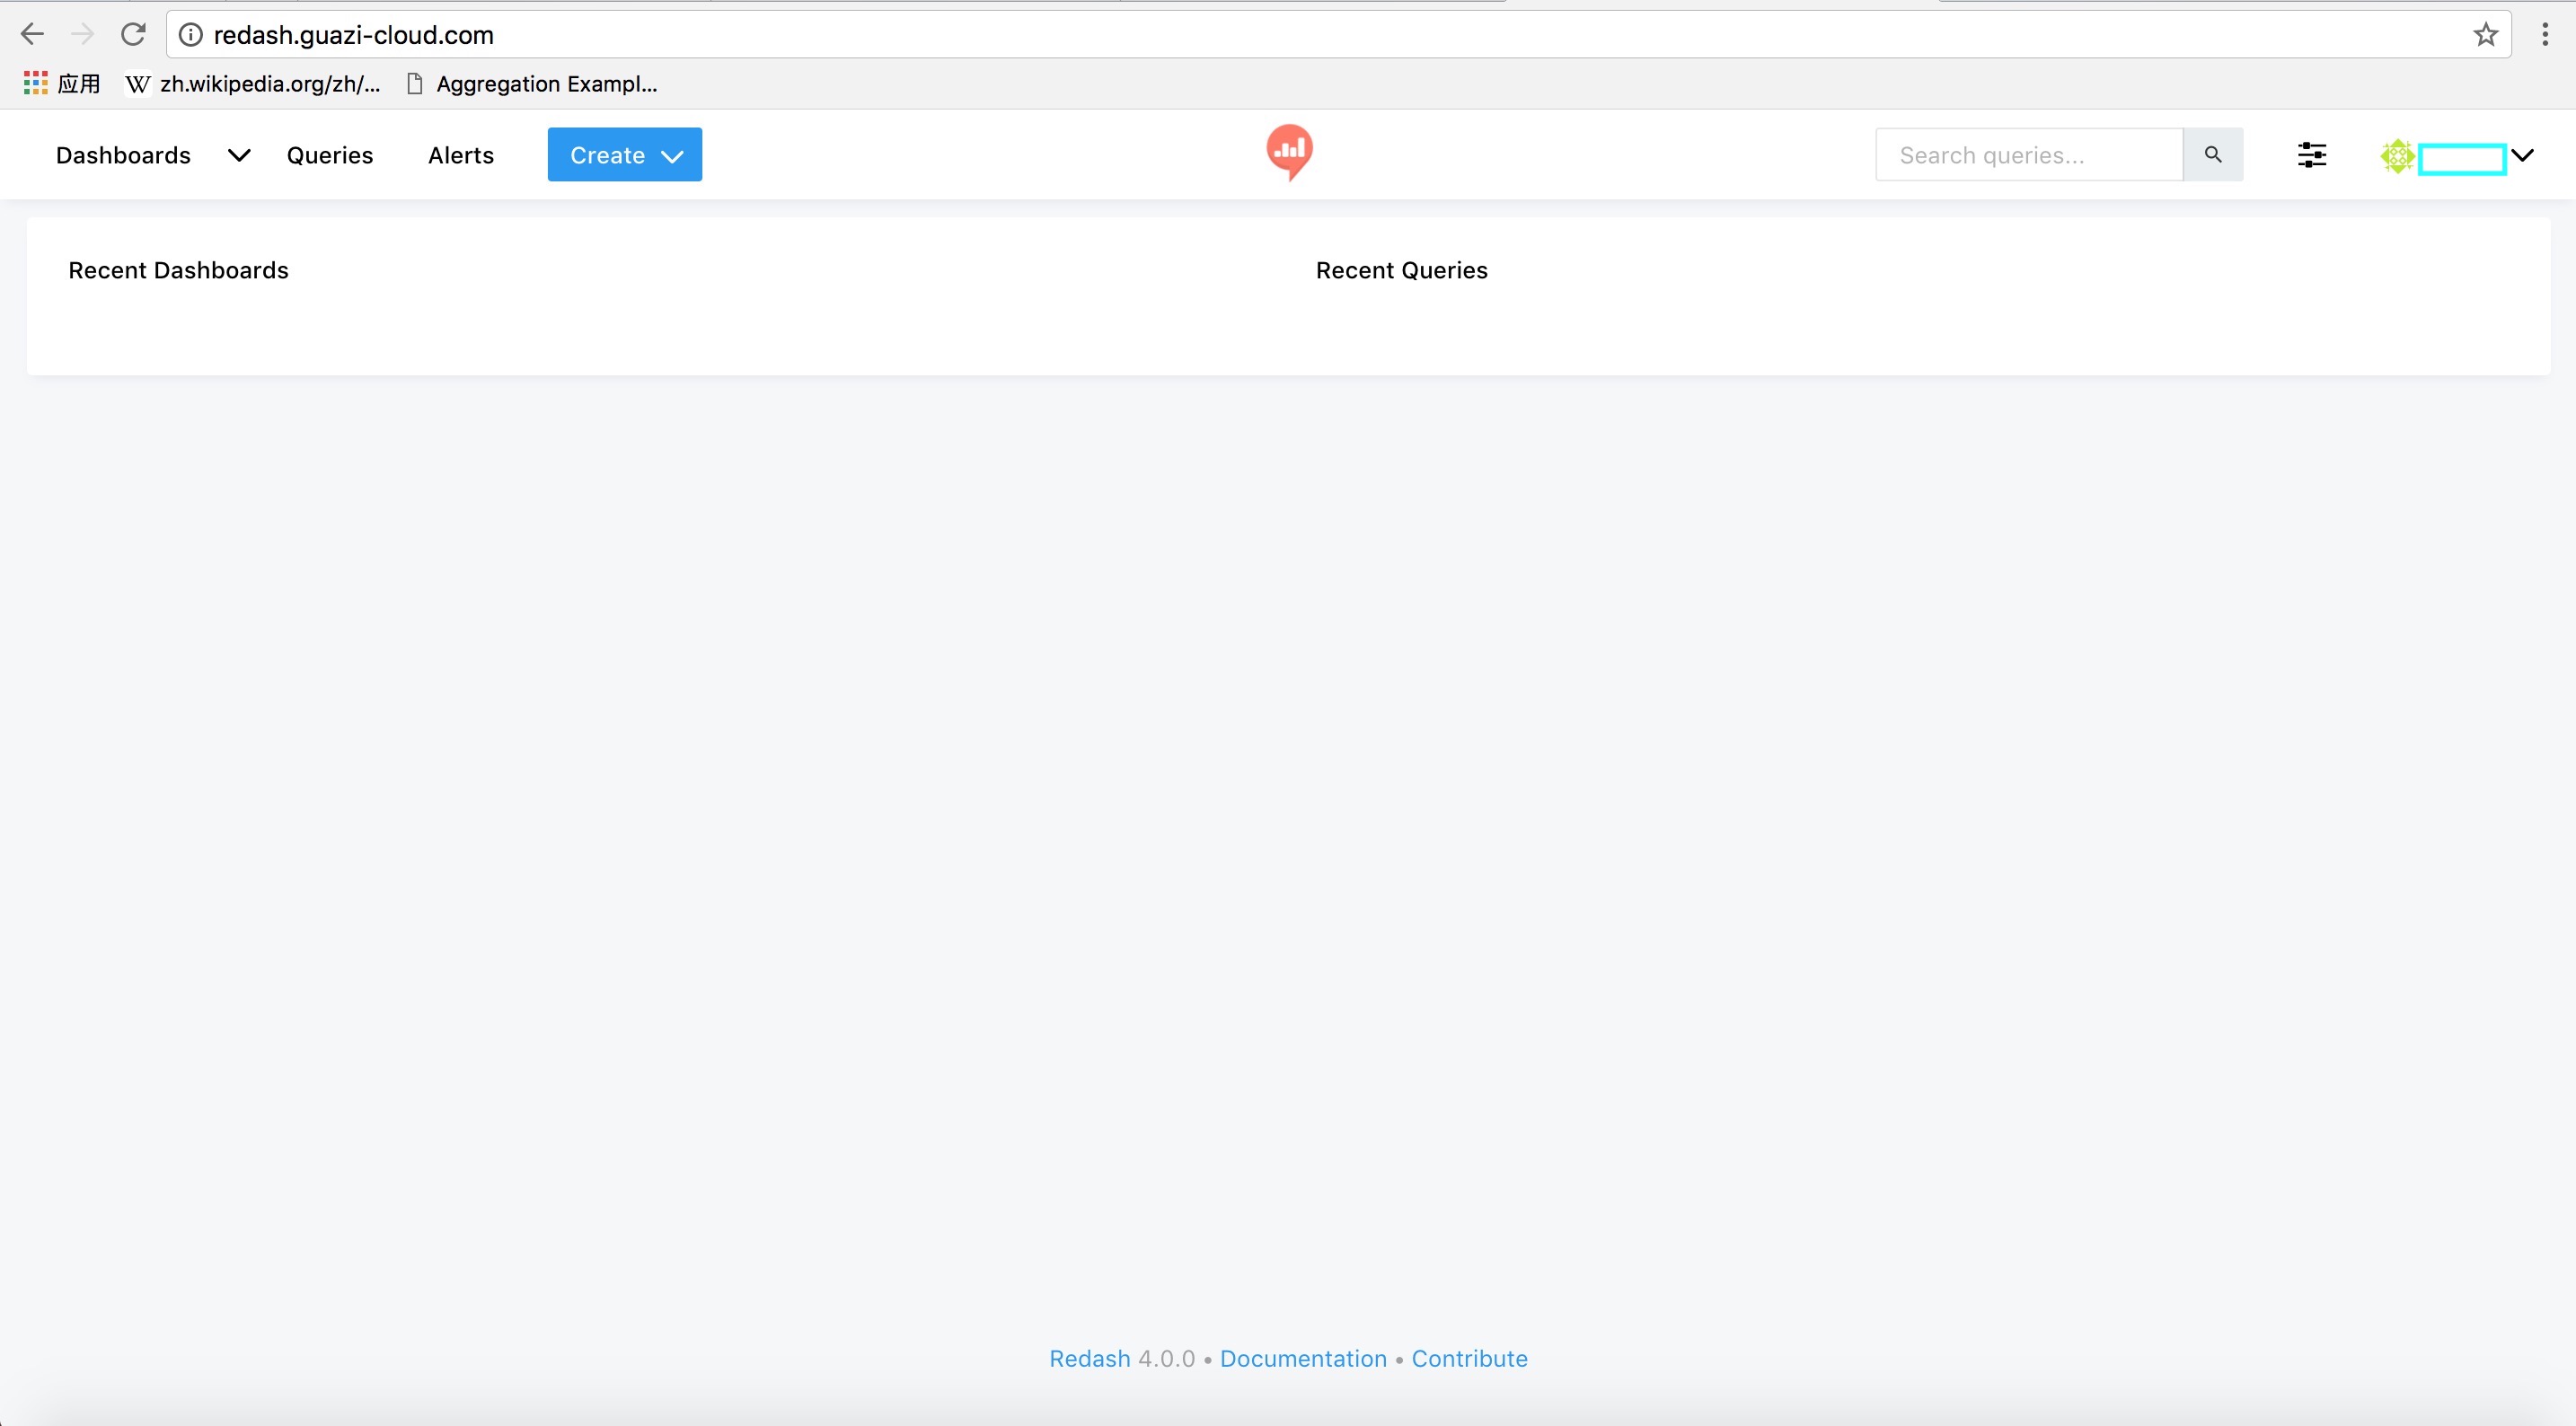 redash.guazi-cloud.com
应用 zh.wikipedia.org/zh/... Aggregation Exampl...
Dashboards Queries Alerts Create Search queries...
Recent Dashboards Recent Queries
Redash 4.0.0 • Documentation • Contribute